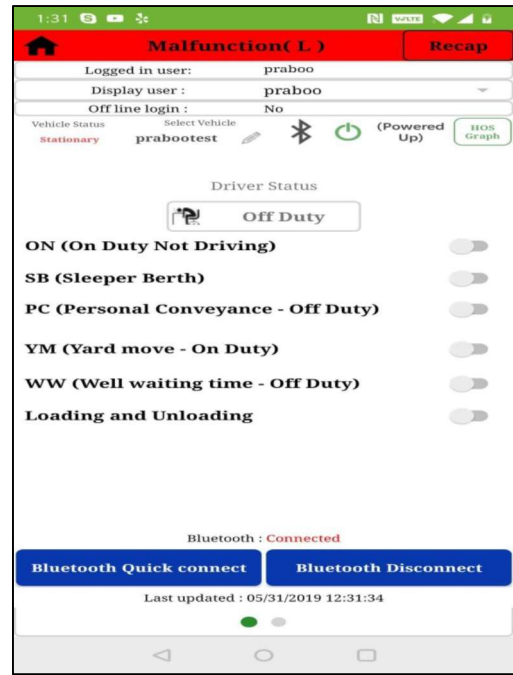 1:31
VoLTE
Malfunction( L )
Recap
Logged in user: praboo
Display user : praboo
Off line login : No
Vehicle Status Select Vehicle
Stationary prabootest (Powered Up) HOS Graph
Driver Status
Off Duty
ON (On Duty Not Driving)
SB (Sleeper Berth)
PC (Personal Conveyance - Off Duty)
YM (Yard move - On Duty)
WW (Well waiting time - Off Duty)
Loading and Unloading
Bluetooth : Connected
Bluetooth Quick connect Bluetooth Disconnect
Last updated : 05/31/2019 12:31:34